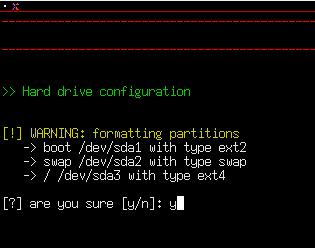 >> Hard drive configuration
[!] WARNING: formatting partitions
-> boot /dev/sda1 with type ext2
-> swap /dev/sda2 with type swap
-> / /dev/sda3 with type ext4
[?] are you sure [y/n]: y